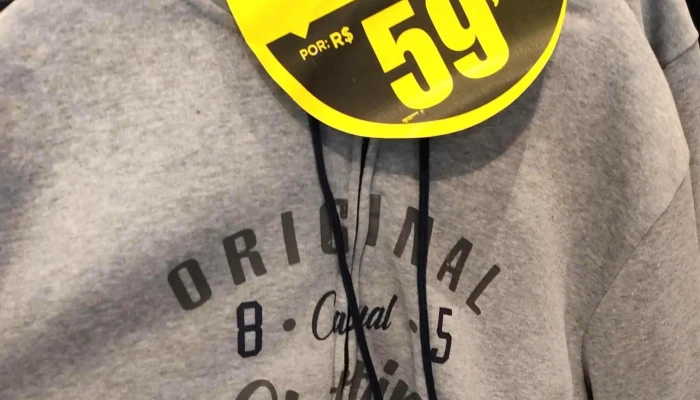 POR: R$ 59,
ORIGINAL
8 • Casual • 5